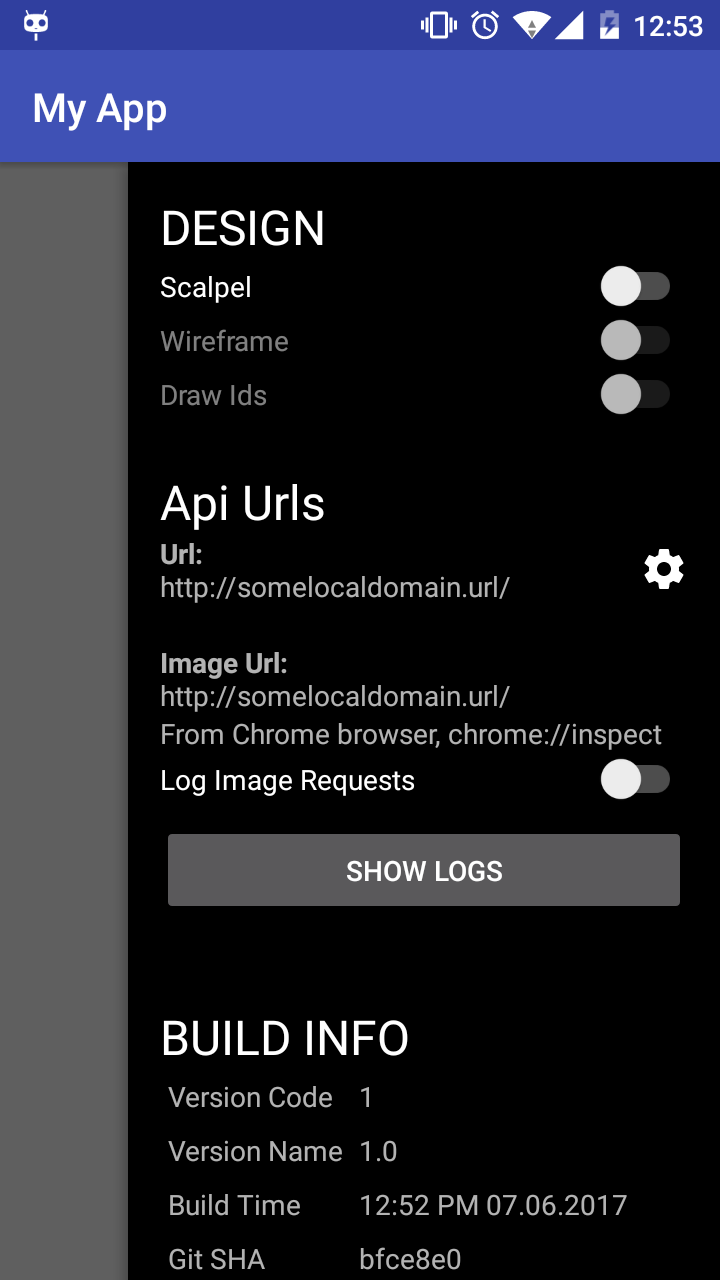 12:53
My App
DESIGN
Scalpel
Wireframe
Draw Ids
Api Urls
Url:
http://somelocaldomain.url/
Image Url:
http://somelocaldomain.url/
From Chrome browser, chrome://inspect
Log Image Requests
SHOW LOGS
BUILD INFO
Version Code 1
Version Name 1.0
Build Time 12:52 PM 07.06.2017
Git SHA bfce8e0